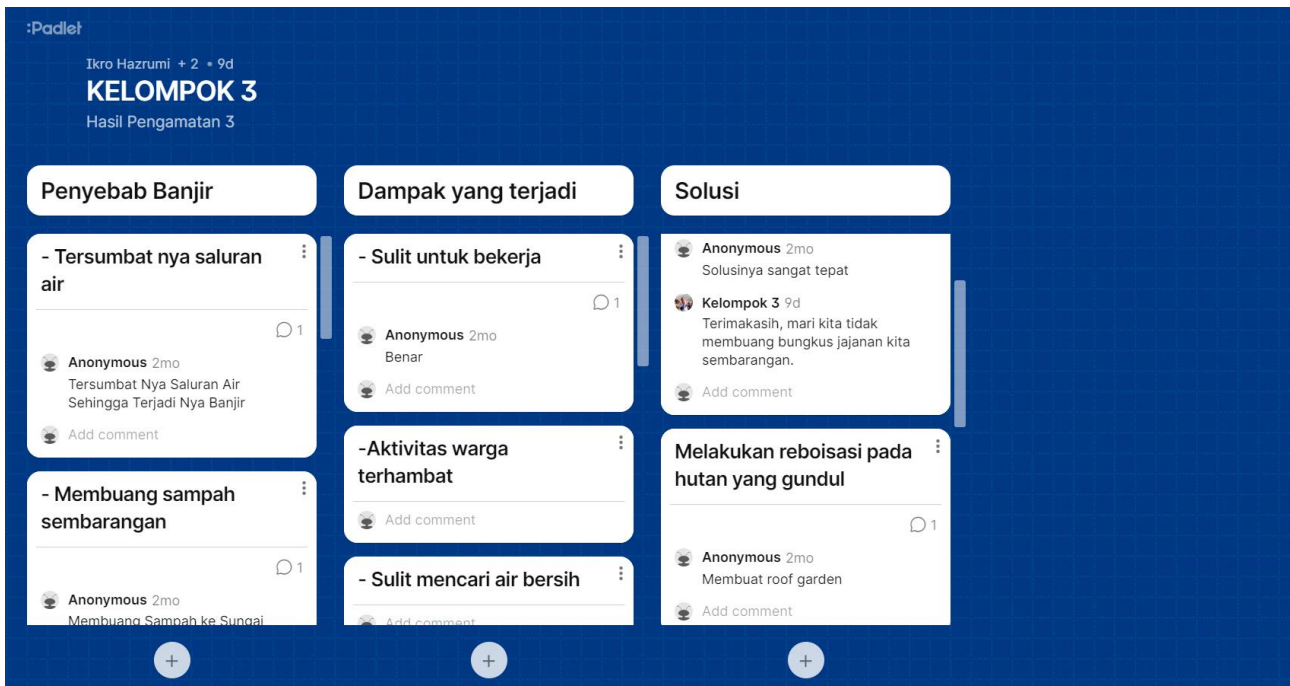 :Padlet
Ikro Hazrumi + 2 • 9d
KELOMPOK 3
Hasil Pengamatan 3
Penyebab Banjir
- Tersumbat nya saluran
air
1
Anonymous 2mo
Tersumbat Nya Saluran Air
Sehingga Terjadi Nya Banjir
Add comment
- Membuang sampah
sembarangan
1
Anonymous 2mo
Membuang Sampah ke Sungai
Dampak yang terjadi
- Sulit untuk bekerja
1
Anonymous 2mo
Benar
Add comment
-Aktivitas warga
terhambat
Add comment
- Sulit mencari air bersih
Add comment
Solusi
Anonymous 2mo
Solusinya sangat tepat
Kelompok 3 9d
Terimakasih, mari kita tidak
membuang bungkus jajanan kita
sembarangan.
Add comment
Melakukan reboisasi pada
hutan yang gundul
1
Anonymous 2mo
Membuat roof garden
Add comment